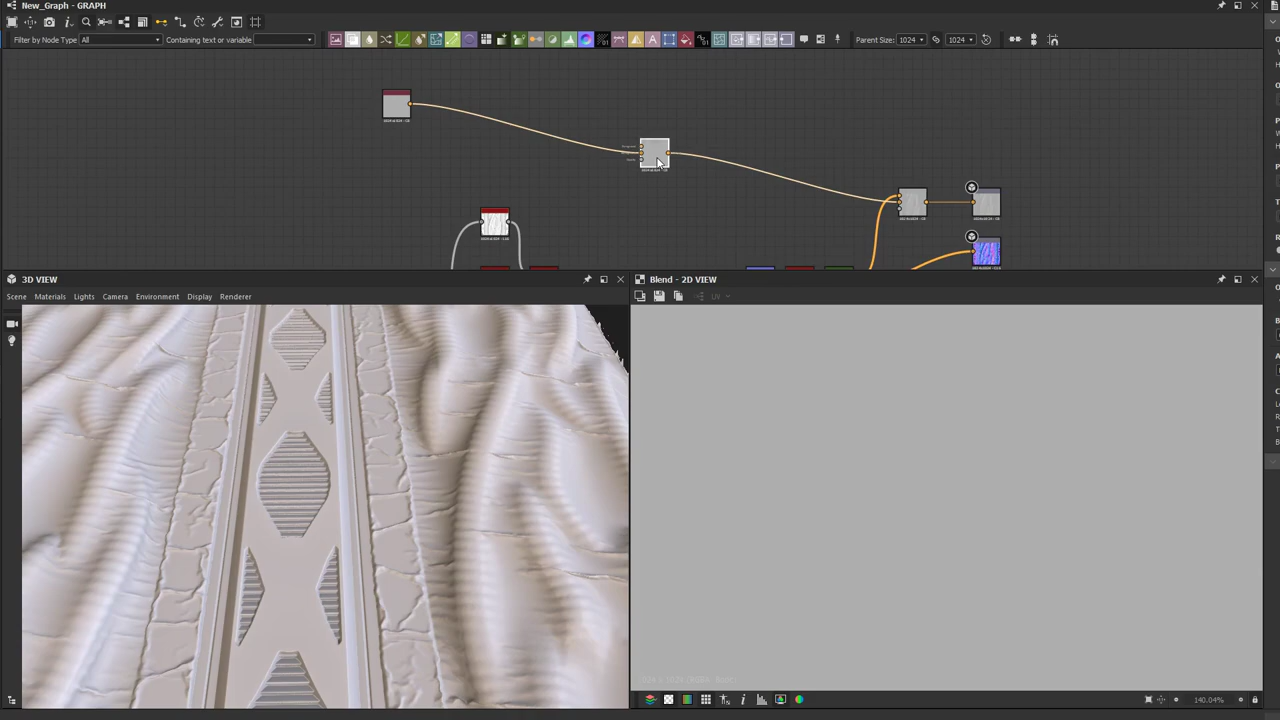 New_Graph - GRAPH
Filter by Node Type All Containing text or variable Parent Size: 1024 1024
3D VIEW
Scene Materials Lights Camera Environment Display Renderer
Blend - 2D VIEW
UV
140.04%